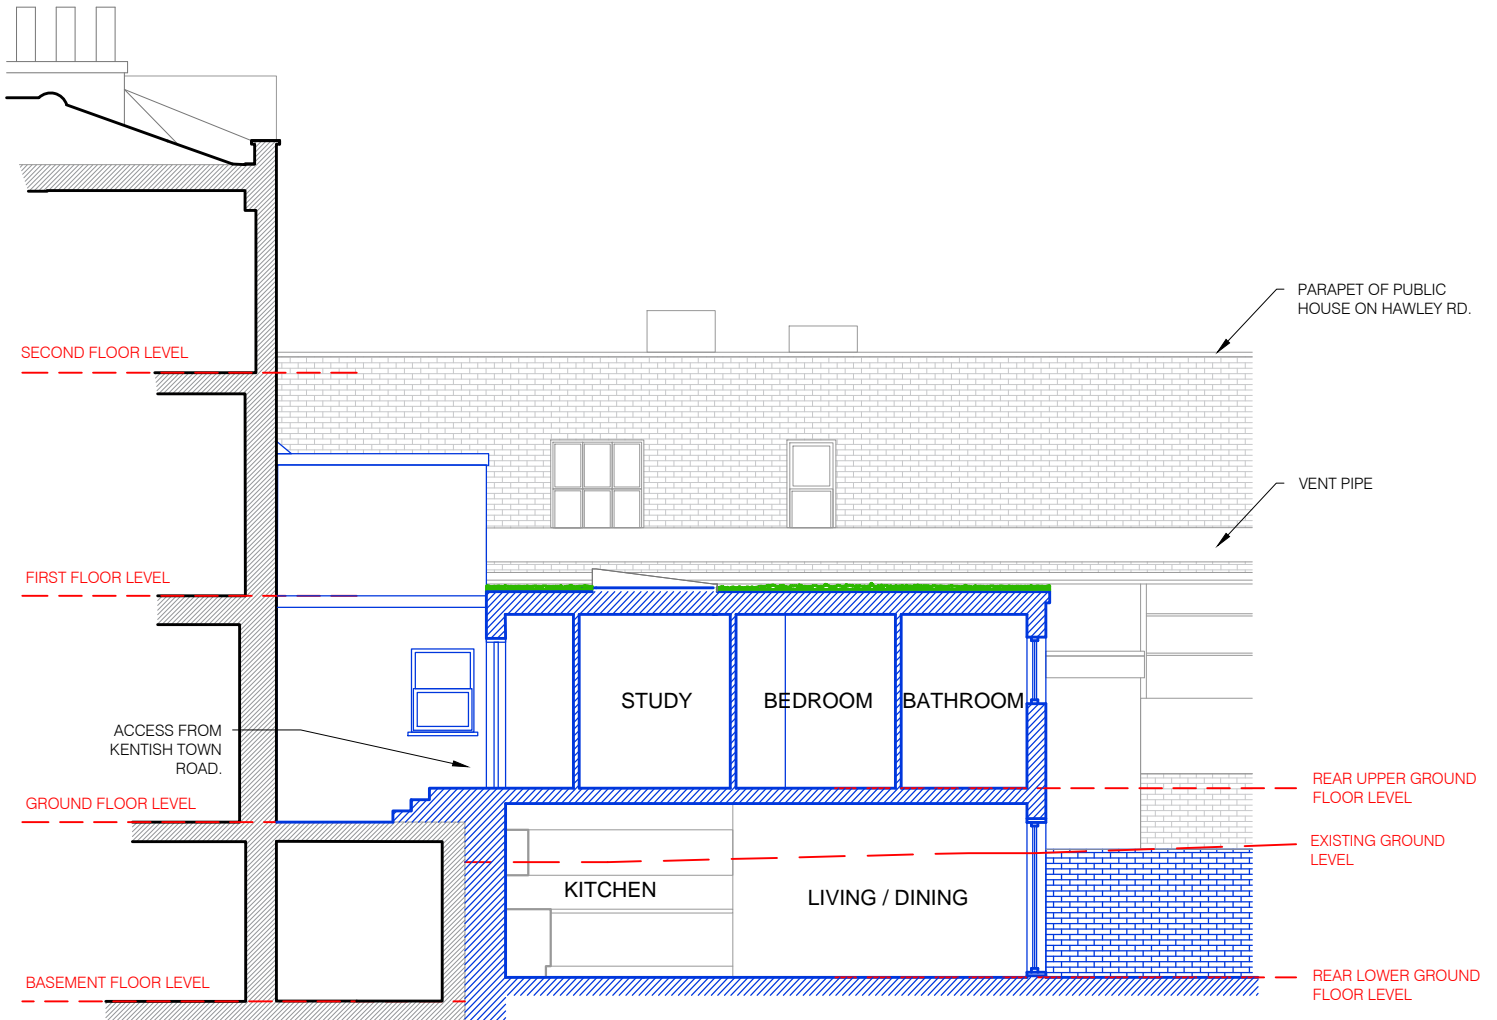 PARAPET OF PUBLIC
HOUSE ON HAWLEY RD.
SECOND FLOOR LEVEL
VENT PIPE
FIRST FLOOR LEVEL
STUDY
BEDROOM
BATHROOM
ACCESS FROM
KENTISH TOWN
ROAD.
REAR UPPER GROUND
FLOOR LEVEL
GROUND FLOOR LEVEL
EXISTING GROUND
LEVEL
KITCHEN
LIVING / DINING
BASEMENT FLOOR LEVEL
REAR LOWER GROUND
FLOOR LEVEL